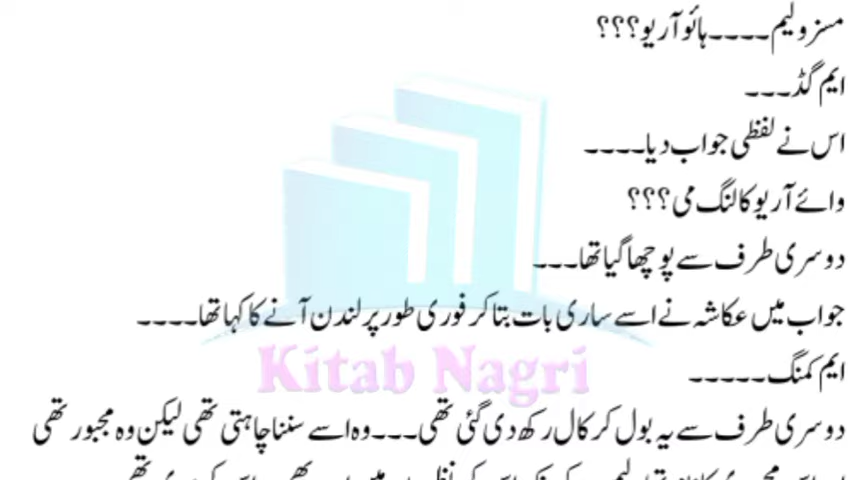 مسز ولیم۔۔۔۔ہائو آر یو؟؟؟
ایم گڈ۔۔۔
اس نے لفظی جواب دیا۔۔۔۔
وائے آر یو کالنگ می؟؟؟
دوسری طرف سے پوچھا گیا تھا۔۔۔
جواب میں عکاشہ نے اسے ساری بات بتا کر فوری طور پر لندن آنے کا کہا تھا۔۔۔۔
ایم کمنگ۔۔۔۔۔
Kitab Nagri
دوسری طرف سے یہ بول کر کال رکھ دی گئی تھی۔۔۔وہ اسے سننا چاہتی تھی لیکن وہ مجبور تھی